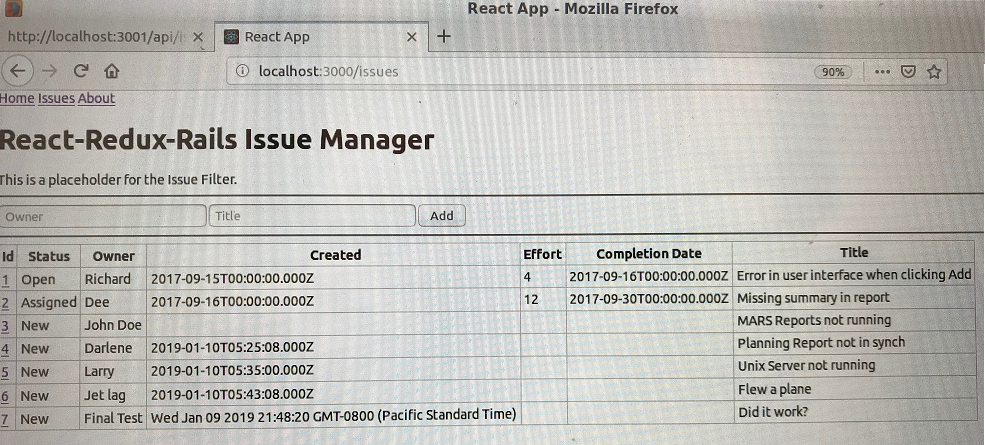 React App - Mozilla Firefox
http://localhost:3001/api/i
React App
localhost:3000/issues
90%
Home Issues About
React-Redux-Rails Issue Manager
This is a placeholder for the Issue Filter.
Owner Title Add
Id Status Owner Created Effort Completion Date Title
1 Open Richard 2017-09-15T00:00:00.000Z 4 2017-09-16T00:00:00.000Z Error in user interface when clicking Add
2 Assigned Dee 2017-09-16T00:00:00.000Z 12 2017-09-30T00:00:00.000Z Missing summary in report
3 New John Doe MARS Reports not running
4 New Darlene 2019-01-10T05:25:08.000Z Planning Report not in synch
5 New Larry 2019-01-10T05:35:00.000Z Unix Server not running
6 New Jet lag 2019-01-10T05:43:08.000Z Flew a plane
7 New Final Test Wed Jan 09 2019 21:48:20 GMT-0800 (Pacific Standard Time) Did it work?